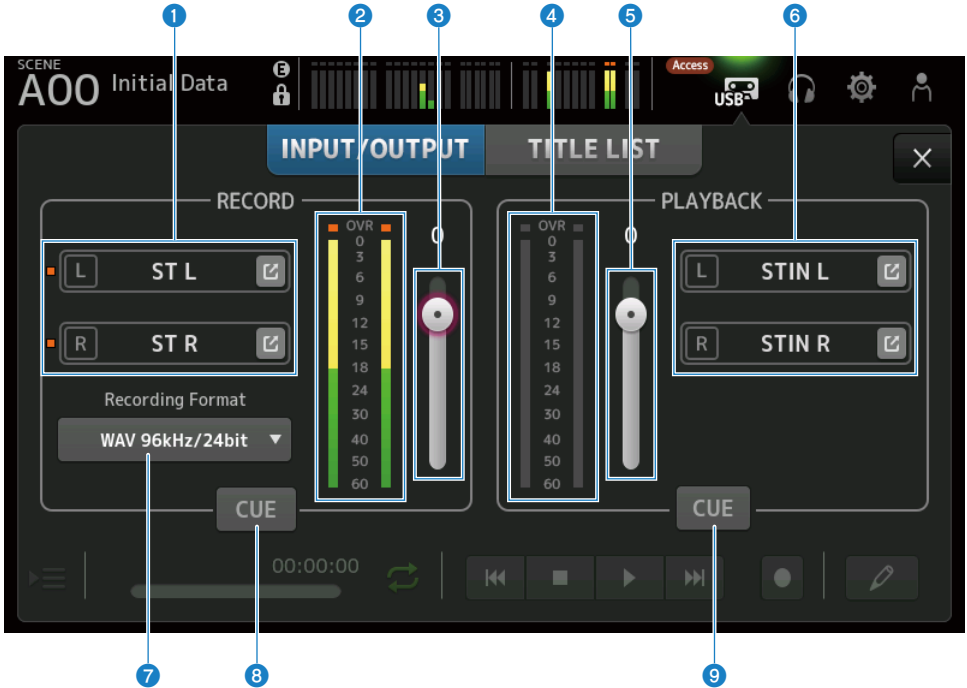 1 2 3 4 5 6
SCENE
A00 Initial Data
E
Access
USB
INPUT/OUTPUT TITLE LIST
RECORD
L ST L
R ST R
Recording Format
WAV 96kHz/24bit
CUE
OVR
0
3
6
9
12
15
18
24
30
40
50
60
0
PLAYBACK
OVR
0
3
6
9
12
15
18
24
30
40
50
60
0
L STIN L
R STIN R
CUE
00:00:00
7 8 9